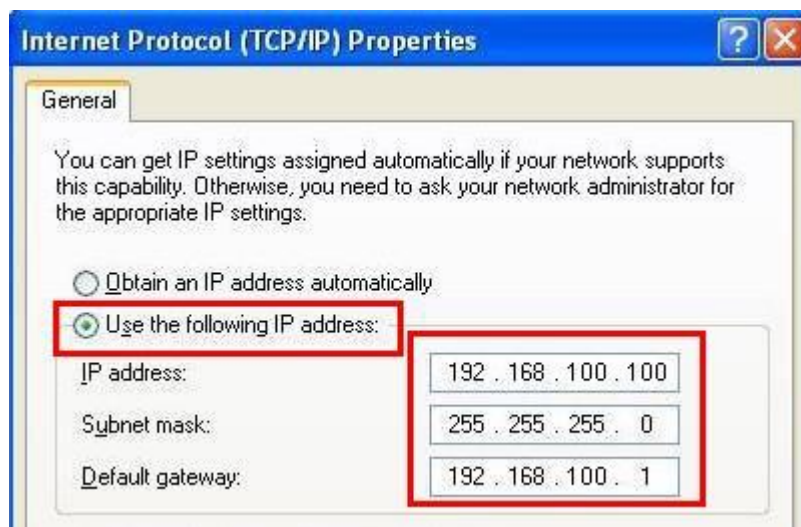 Internet Protocol (TCP/IP) Properties
General
You can get IP settings assigned automatically if your network supports
this capability. Otherwise, you need to ask your network administrator for
the appropriate IP settings.
Obtain an IP address automatically
Use the following IP address:
IP address: 192 . 168 . 100 . 100
Subnet mask: 255 . 255 . 255 . 0
Default gateway: 192 . 168 . 100 . 1